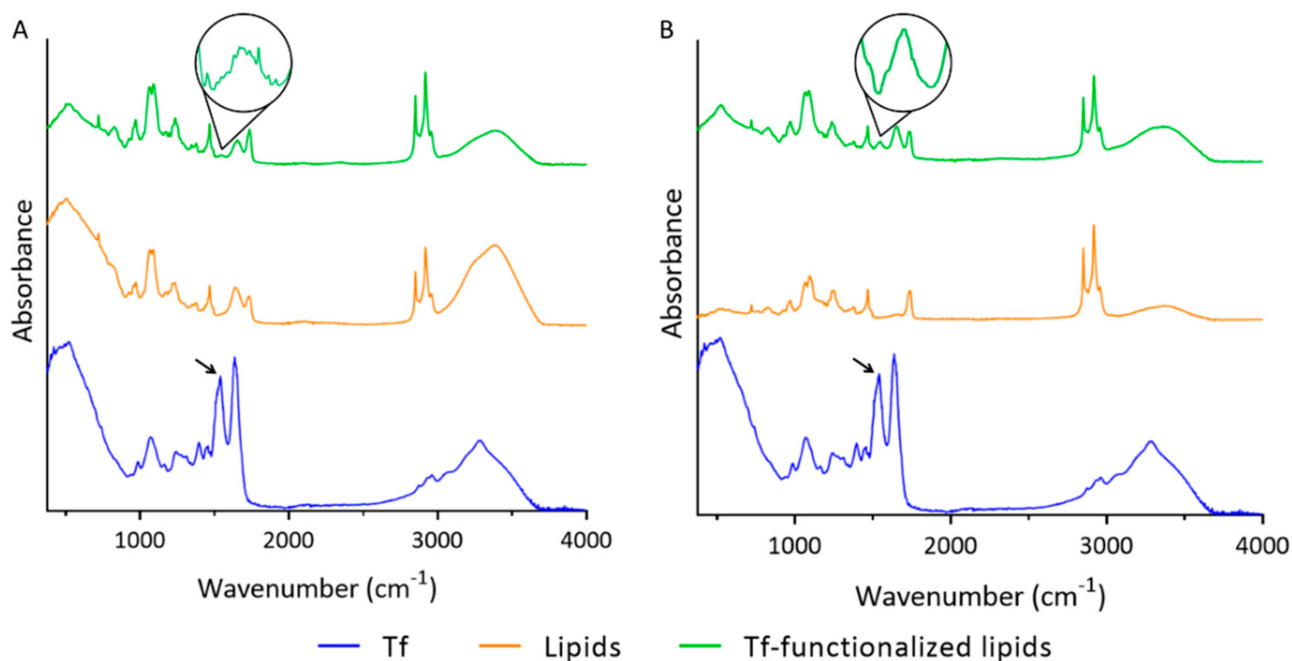 A
B
Absorbance
Absorbance
1000 2000 3000 4000
1000 2000 3000 4000
Wavenumber (cm⁻¹)
Wavenumber (cm⁻¹)
Tf Lipids Tf-functionalized lipids